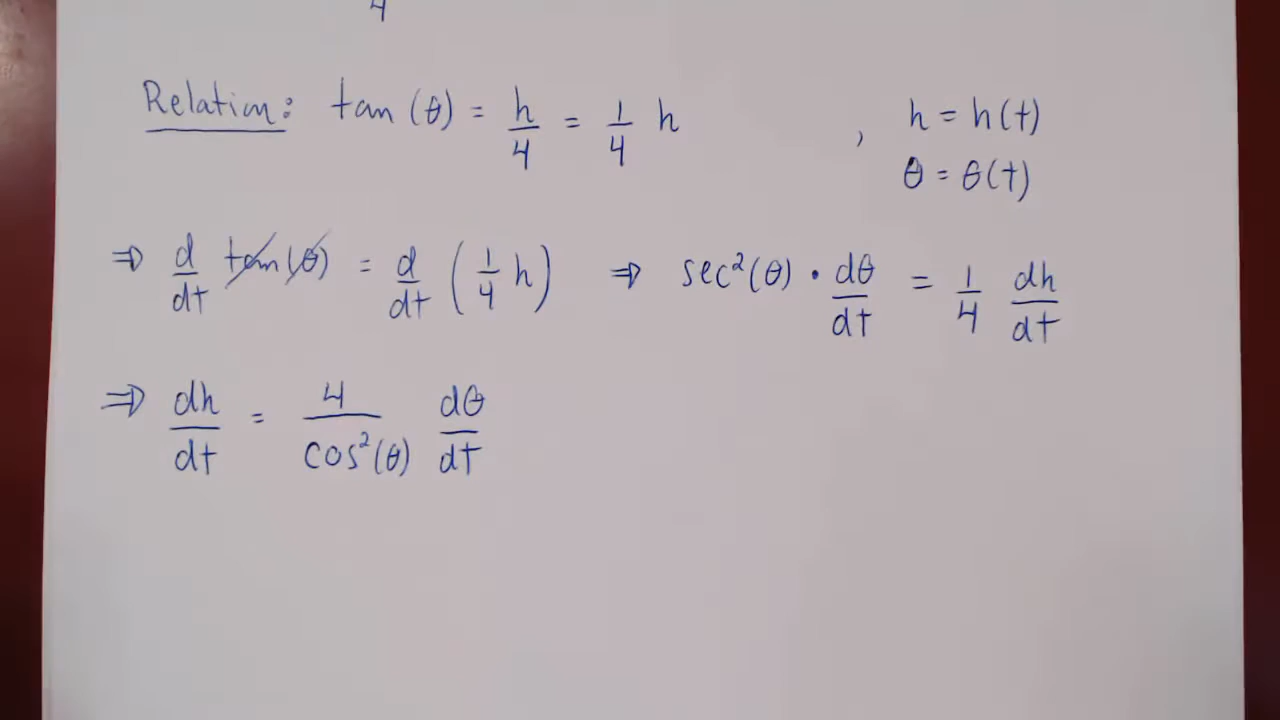 4
Relation: tan(θ) = h/4 = 1/4 h , h = h(t)
θ = θ(t)
⇒ d/dt tan(θ) = d/dt (1/4 h) ⇒ sec²(θ) · dθ/dt = 1/4 dh/dt
⇒ dh/dt = 4/cos²(θ) dθ/dt